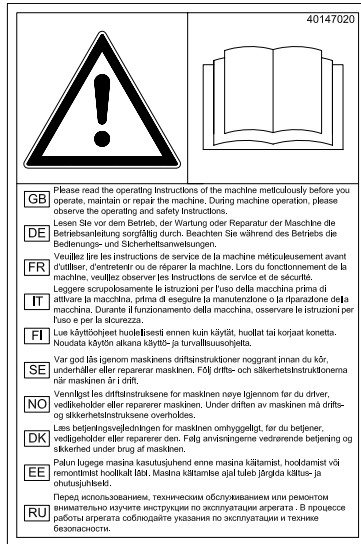 40147020
GB Please read the operating instructions of the machine meticulously before you
operate, maintain or repair the machine. During machine operation, please
observe the operating and safety instructions.
DE Lesen Sie vor dem Betrieb, der Wartung oder Reparatur der Maschine die
Betriebsanleitung sorgfältig durch. Beachten Sie während des Betriebs die
Bedienungs- und Sicherheitsanweisungen.
FR Veuillez lire les instructions de service de la machine méticuleusement avant
d'utiliser, d'entretenir ou de réparer la machine. Lors du fonctionnement de la
machine, veuillez observer les instructions de service et de sécurité.
IT Leggere scrupolosamente le istruzioni per l'uso della macchina prima di
attivare la macchina, prima di eseguire la manutenzione o la riparazione della
macchina. Durante il funzionamento della macchina, osservare le istruzioni per
l'uso e per la sicurezza.
FI Lue käyttöohjeet huolellisesti ennen kuin käytät, huollat tai korjaat konetta.
Noudata käytön aikana käyttö- ja turvallisuusohjeita.
SE Var god läs igenom maskinens driftsinstruktioner noggrant innan du kör,
underhåller eller reparerar maskinen. Följ drifts- och säkerhetsinstruktionerna
när maskinen är i drift.
NO Vennligst les driftsinstruksene for maskinen nøye igjennom før du driver,
vedlikeholder eller reparerer maskinen. Under driften av maskinen må drifts-
og sikkerhetsinstruksene overholdes.
DK Læs betjeningsvejledningen for maskinen omhyggeligt, før du betjener,
vedligeholder eller reparerer den. Følg anvisningerne vedrørende betjening og
sikkerhed under brug af maskinen.
EE Palun lugege masina kasutusjuhend enne masina käitamist, hooldamist või
remontimist hoolikalt läbi. Masina käitamise ajal tuleb järgida käitus- ja
ohutusjuhiseid.
RU Перед использованием, техническим обслуживанием или ремонтом
внимательно изучите инструкции по эксплуатации агрегата . В процессе
работы агрегата соблюдайте указания по эксплуатации и технике
безопасности.